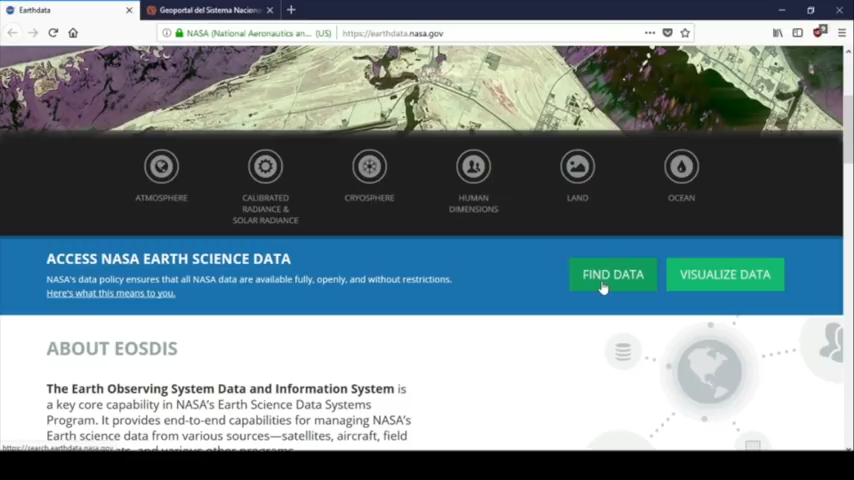 Earthdata
Geoportal del Sistema Nacion
NASA (National Aeronautics an... (US)
https://earthdata.nasa.gov
ATMOSPHERE
CALIBRATED
RADIANCE &
SOLAR RADIANCE
CRYOSPHERE
HUMAN
DIMENSIONS
LAND
OCEAN
ACCESS NASA EARTH SCIENCE DATA
NASA's data policy ensures that all NASA data are available fully, openly, and without restrictions.
Here's what this means to you.
FIND DATA
VISUALIZE DATA
ABOUT EOSDIS
The Earth Observing System Data and Information System is
a key core capability in NASA's Earth Science Data Systems
Program. It provides end-to-end capabilities for managing NASA's
Earth science data from various sources—satellites, aircraft, field
https://search.earthdata.nasa.gov